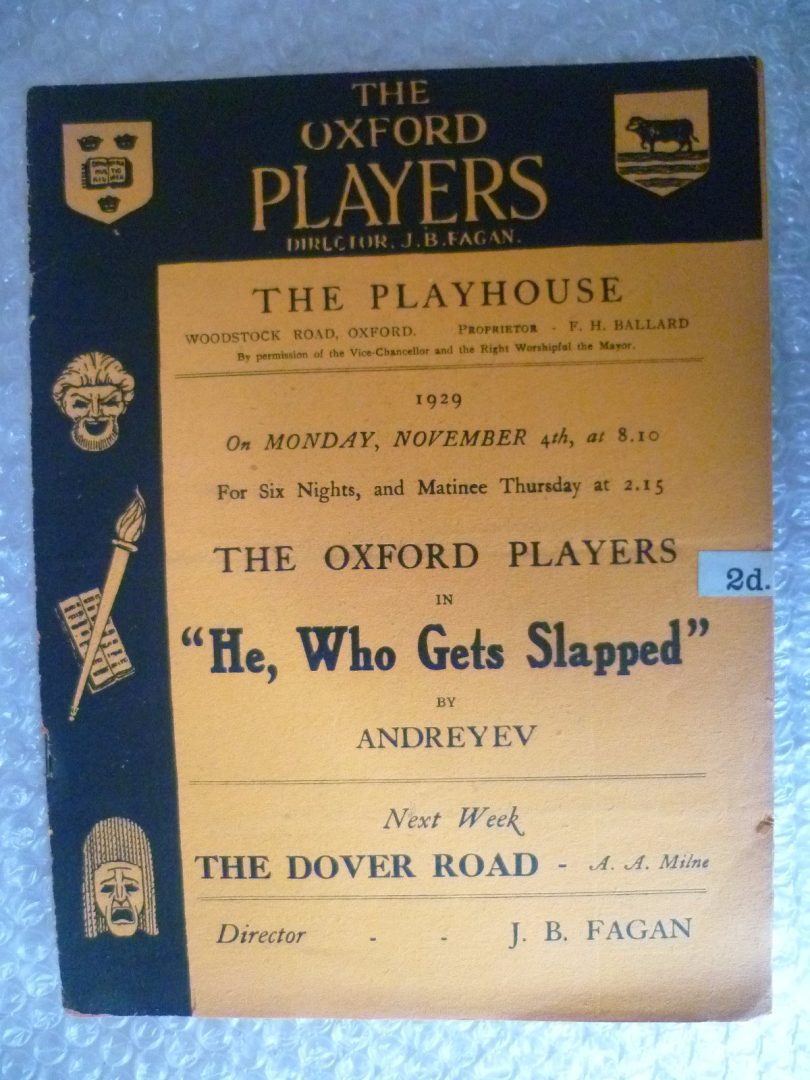 THE
OXFORD
PLAYERS
DIRECTOR, J.B.FAGAN.
THE PLAYHOUSE
WOODSTOCK ROAD, OXFORD. PROPRIETOR - F. H. BALLARD
By permission of the Vice-Chancellor and the Right Worshipful the Mayor.
1929
On MONDAY, NOVEMBER 4th, at 8.10
For Six Nights, and Matinee Thursday at 2.15
THE OXFORD PLAYERS
2d.
IN
“He, Who Gets Slapped”
BY
ANDREYEV
Next Week
THE DOVER ROAD - A. A. Milne
Director - - J. B. FAGAN